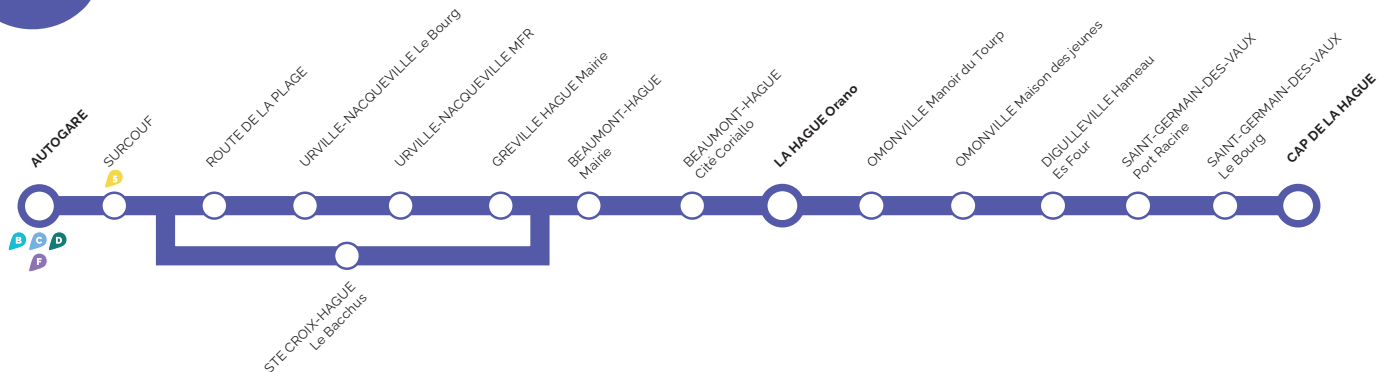 AUTOGARE
SURCOUF
ROUTE DE LA PLAGE
URVILLE-NACQUEVILLE Le Bourg
URVILLE-NACQUEVILLE MFR
GREVILLE HAGUE Mairie
BEAUMONT-HAGUE
Mairie
BEAUMONT-HAGUE
Cité Coriallo
LA HAGUE Orano
OMONVILLE Manoir du Tourp
OMONVILLE Maison des jeunes
DIGULLEVILLE Hameau
Es Four
SAINT-GERMAIN-DES-VAUX
Port Racine
SAINT-GERMAIN-DES-VAUX
Le Bourg
CAP DE LA HAGUE
5
B C D
F
STE CROIX-HAGUE
Le Bacchus